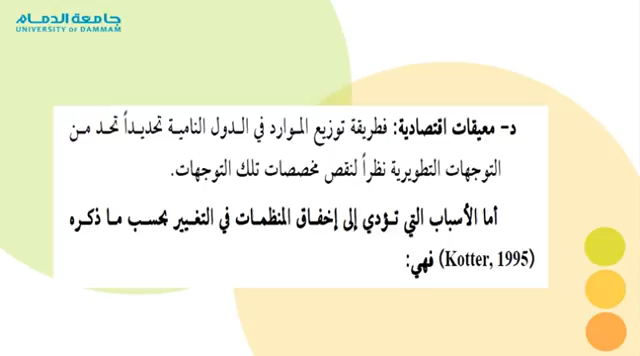 جامعة الدمام
UNIVERSITY OF DAMMAM
د- معيقات اقتصادية: فطريقة توزيع الموارد في الدول النامية تحديداً تحد من
التوجهات التطويرية نظراً لنقص مخصصات تلك التوجهات.
أما الأسباب التي تؤدي إلى إخفاق المنظمات في التغيير بحسب ما ذكره
(Kotter, 1995) فهي: